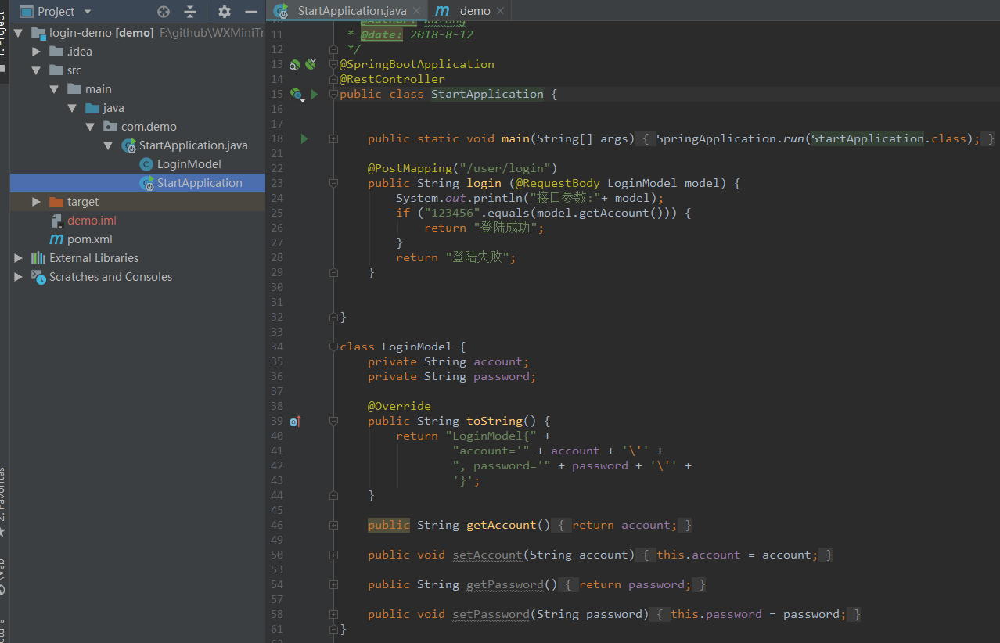 Project
StartApplication.java
demo
1: Project
login-demo [demo] F:\github\WXMiniTr
.idea
src
main
java
com.demo
StartApplication.java
LoginModel
StartApplication
target
demo.iml
pom.xml
External Libraries
Scratches and Consoles
2: Favorites
Web
11 * @date: 2018-8-12
12 */
13 @SpringBootApplication
14 @RestController
15 public class StartApplication {
16
17
18 public static void main(String[] args) { SpringApplication.run(StartApplication.class); }
21
22 @PostMapping("/user/login")
23 public String login (@RequestBody LoginModel model) {
24 System.out.println("接口参数:"+ model);
25 if ("123456".equals(model.getAccount())) {
26 return "登陆成功";
27 }
28 return "登陆失败";
29 }
30
31
32 }
33
34 class LoginModel {
35 private String account;
36 private String password;
37
38 @Override
39 public String toString() {
40 return "LoginModel{" +
41 "account='" + account + '\'' +
42 ", password='" + password + '\'' +
43 '}';
44 }
45
46 public String getAccount() { return account; }
49
50 public void setAccount(String account) { this.account = account; }
53
54 public String getPassword() { return password; }
57
58 public void setPassword(String password) { this.password = password; }
61 }